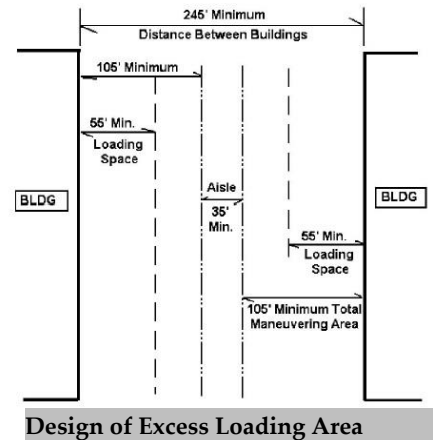 245' Minimum
Distance Between Buildings
105' Minimum
55' Min.
Loading
Space
Aisle
35'
Min.
BLDG
BLDG
55' Min.
Loading
Space
105' Minimum Total
Maneuvering Area
Design of Excess Loading Area